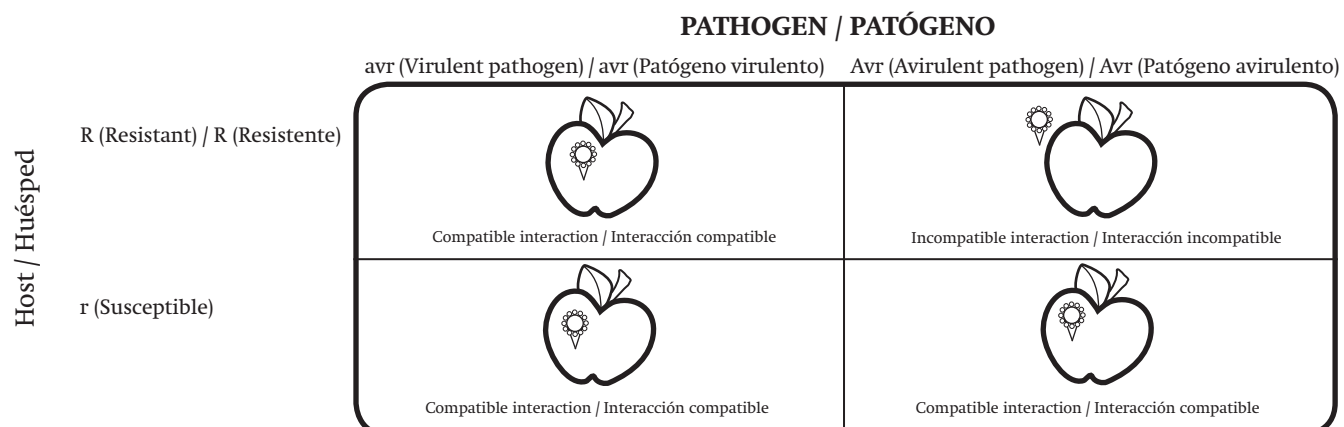 PATHOGEN / PATÓGENO
avr (Virulent pathogen) / avr (Patógeno virulento)
Avr (Avirulent pathogen) / Avr (Patógeno avirulento)
Host / Huésped
R (Resistant) / R (Resistente)
Compatible interaction / Interacción compatible
Incompatible interaction / Interacción incompatible
r (Susceptible)
Compatible interaction / Interacción compatible
Compatible interaction / Interacción compatible